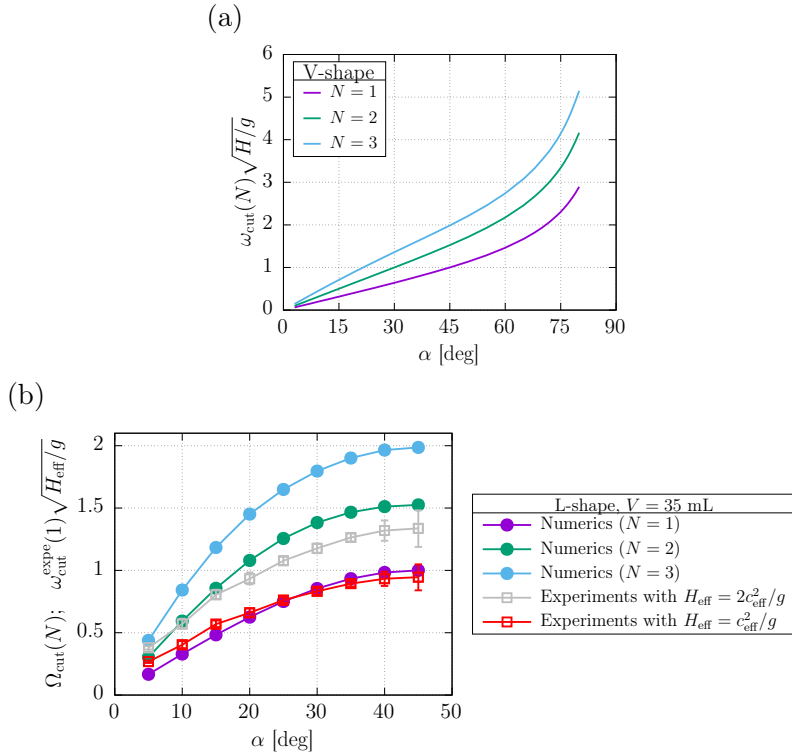 (a)
V-shape
N = 1
N = 2
N = 3
6
5
4
3
2
1
0
ω_cut(N)√(H/g)
0 15 30 45 60 75 90
α [deg]
(b)
2
1.5
1
0.5
0
Ω_cut(N); ω_cut^expe(1)√(H_eff/g)
0 10 20 30 40 50
α [deg]
L-shape, V = 35 mL
Numerics (N = 1)
Numerics (N = 2)
Numerics (N = 3)
Experiments with H_eff = 2c_eff^2/g
Experiments with H_eff = c_eff^2/g